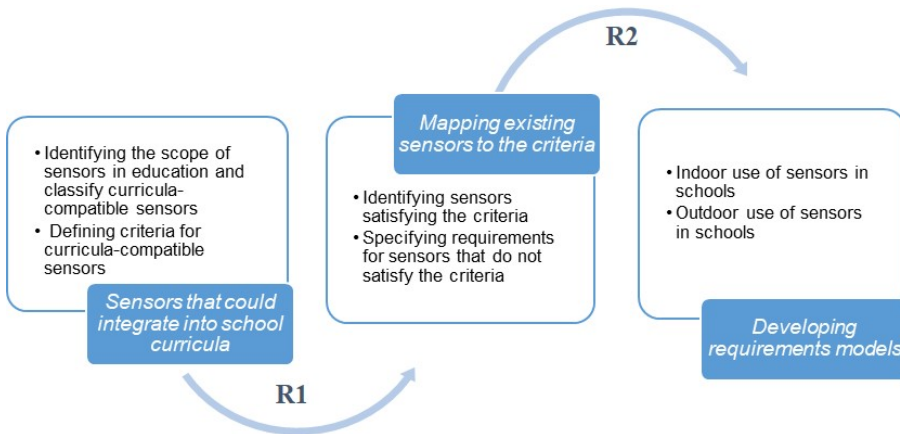 • Identifying the scope of
sensors in education and
classify curricula-
compatible sensors
• Defining criteria for
curricula-compatible
sensors
Sensors that could
integrate into school
curricula
R1
Mapping existing
sensors to the criteria
• Identifying sensors
satisfying the criteria
• Specifying requirements
for sensors that do not
satisfy the criteria
R2
• Indoor use of sensors in
schools
• Outdoor use of sensors
in schools
Developing
requirements models